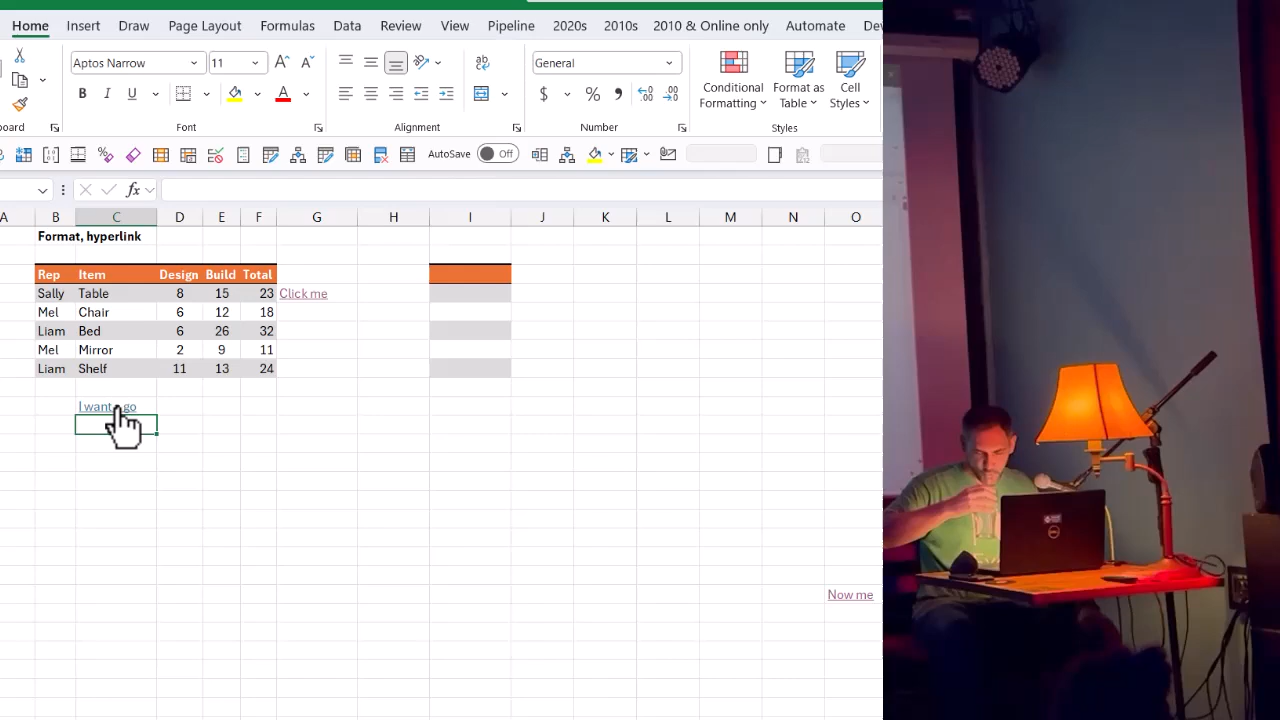 Home Insert Draw Page Layout Formulas Data Review View Pipeline 2020s 2010s 2010 & Online only Automate
Aptos Narrow 11 General
Conditional Formatting Format as Table Cell Styles
Font Alignment Number Styles
AutoSave Off
fx
A B C D E F G H I J K L M N O
Format, hyperlink
Rep Item Design Build Total
Sally Table 8 15 23 Click me
Mel Chair 6 12 18
Liam Bed 6 26 32
Mel Mirror 2 9 11
Liam Shelf 11 13 24
I want go
Now me